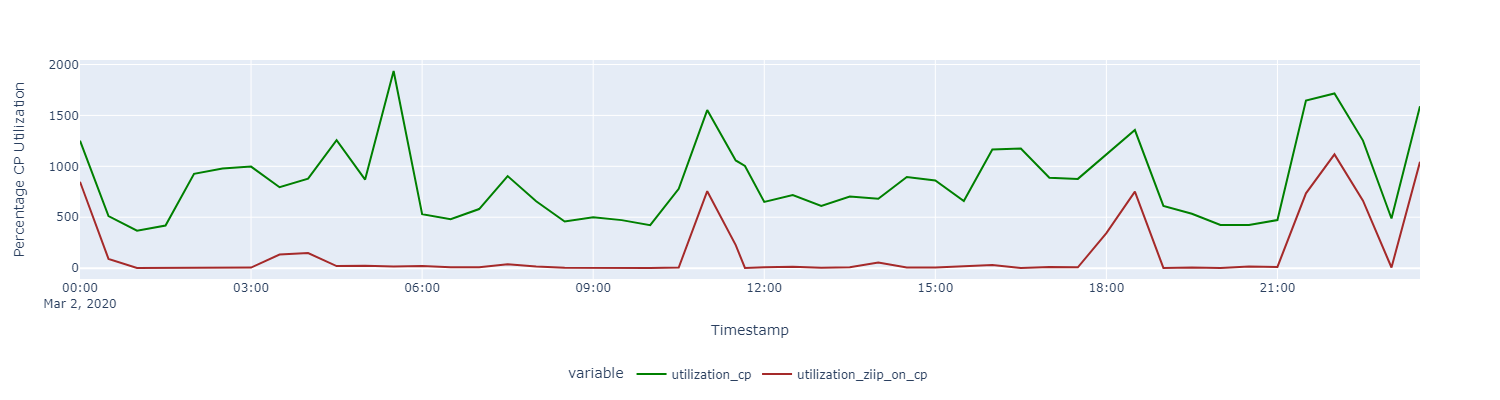 Percentage CP Utilization
2000
1500
1000
500
0
00:00 03:00 06:00 09:00 12:00 15:00 18:00 21:00
Mar 2, 2020
Timestamp
variable utilization_cp utilization_ziip_on_cp